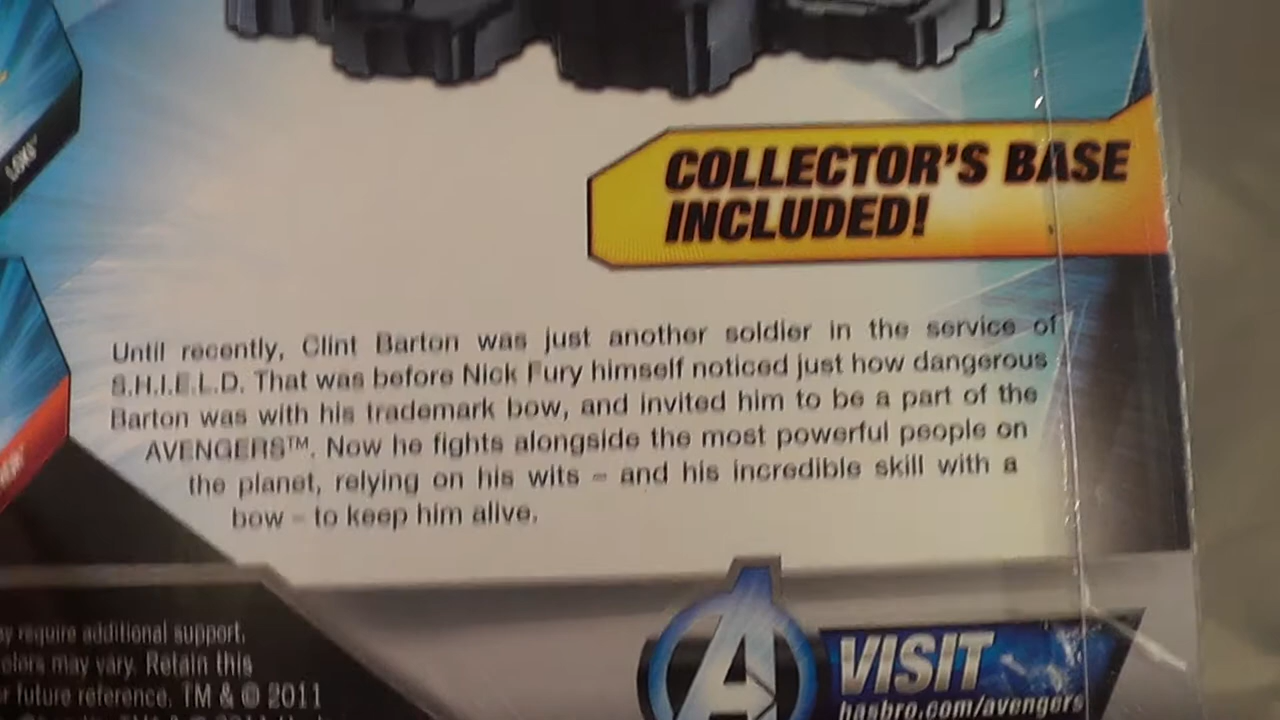 LOKI
COLLECTOR'S BASE
INCLUDED!
Until recently, Clint Barton was just another soldier in the service of
S.H.I.E.L.D. That was before Nick Fury himself noticed just how dangerous
Barton was with his trademark bow, and invited him to be a part of the
AVENGERS™. Now he fights alongside the most powerful people on
the planet, relying on his wits – and his incredible skill with a
bow – to keep him alive.
may require additional support.
colors may vary. Retain this
future reference. TM & © 2011
VISIT
hasbro.com/avengers